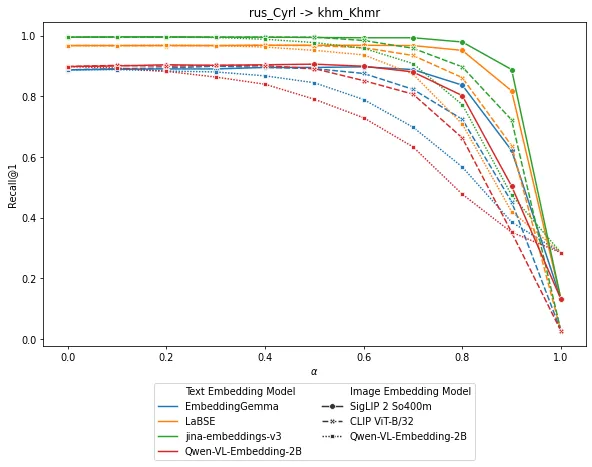 rus_Cyrl -> khm_Khmr
Recall@1
1.0
0.8
0.6
0.4
0.2
0.0
0.0 0.2 0.4 0.6 0.8 1.0
α
Text Embedding Model
EmbeddingGemma
LaBSE
jina-embeddings-v3
Qwen-VL-Embedding-2B
Image Embedding Model
SigLIP 2 So400m
CLIP ViT-B/32
Qwen-VL-Embedding-2B